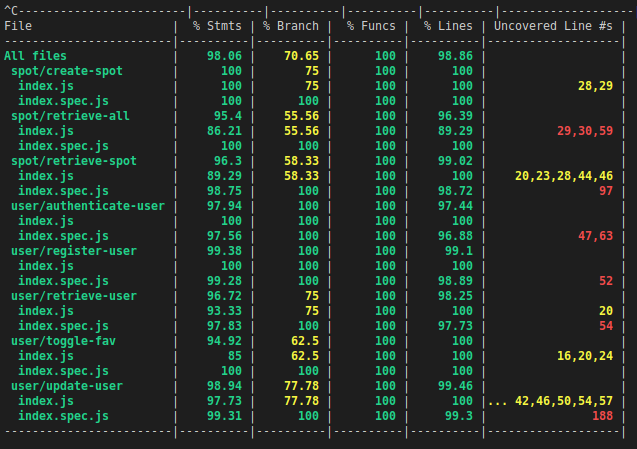 ^C------------------------|----------|----------|----------|----------|-------------------|
File | % Stmts | % Branch | % Funcs | % Lines | Uncovered Line #s |
------------------------|----------|----------|----------|----------|-------------------|
All files | 98.06 | 70.65 | 100 | 98.86 | |
spot/create-spot | 100 | 75 | 100 | 100 | |
index.js | 100 | 75 | 100 | 100 | 28,29 |
index.spec.js | 100 | 100 | 100 | 100 | |
spot/retrieve-all | 95.4 | 55.56 | 100 | 96.39 | |
index.js | 86.21 | 55.56 | 100 | 89.29 | 29,30,59 |
index.spec.js | 100 | 100 | 100 | 100 | |
spot/retrieve-spot | 96.3 | 58.33 | 100 | 99.02 | |
index.js | 89.29 | 58.33 | 100 | 100 | 20,23,28,44,46 |
index.spec.js | 98.75 | 100 | 100 | 98.72 | 97 |
user/authenticate-user | 97.94 | 100 | 100 | 97.44 | |
index.js | 100 | 100 | 100 | 100 | |
index.spec.js | 97.56 | 100 | 100 | 96.88 | 47,63 |
user/register-user | 99.38 | 100 | 100 | 99.1 | |
index.js | 100 | 100 | 100 | 100 | |
index.spec.js | 99.28 | 100 | 100 | 98.89 | 52 |
user/retrieve-user | 96.72 | 75 | 100 | 98.25 | |
index.js | 93.33 | 75 | 100 | 100 | 20 |
index.spec.js | 97.83 | 100 | 100 | 97.73 | 54 |
user/toggle-fav | 94.92 | 62.5 | 100 | 100 | |
index.js | 85 | 62.5 | 100 | 100 | 16,20,24 |
index.spec.js | 100 | 100 | 100 | 100 | |
user/update-user | 98.94 | 77.78 | 100 | 99.46 | |
index.js | 97.73 | 77.78 | 100 | 100 |... 42,46,50,54,57 |
index.spec.js | 99.31 | 100 | 100 | 99.3 | 188 |
------------------------|----------|----------|----------|----------|-------------------|